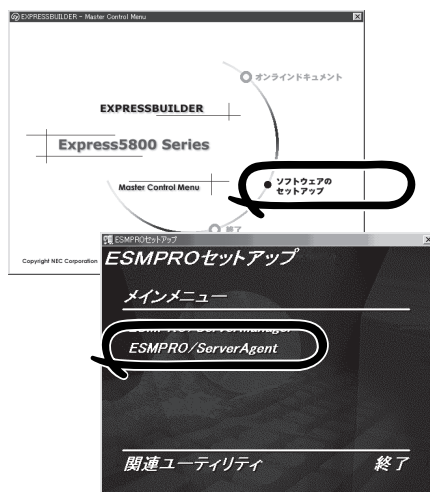 EXPRESSBUILDER - Master Control Menu
オンラインドキュメント
EXPRESSBUILDER
Express5800 Series
ソフトウェアの
セットアップ
Master Control Menu
終了
Copyright NEC Corporation
ESMPROセットアップ
ESMPROセットアップ
メインメニュー
ESMPRO/ServerManager
ESMPRO/ServerAgent
関連ユーティリティ
終了